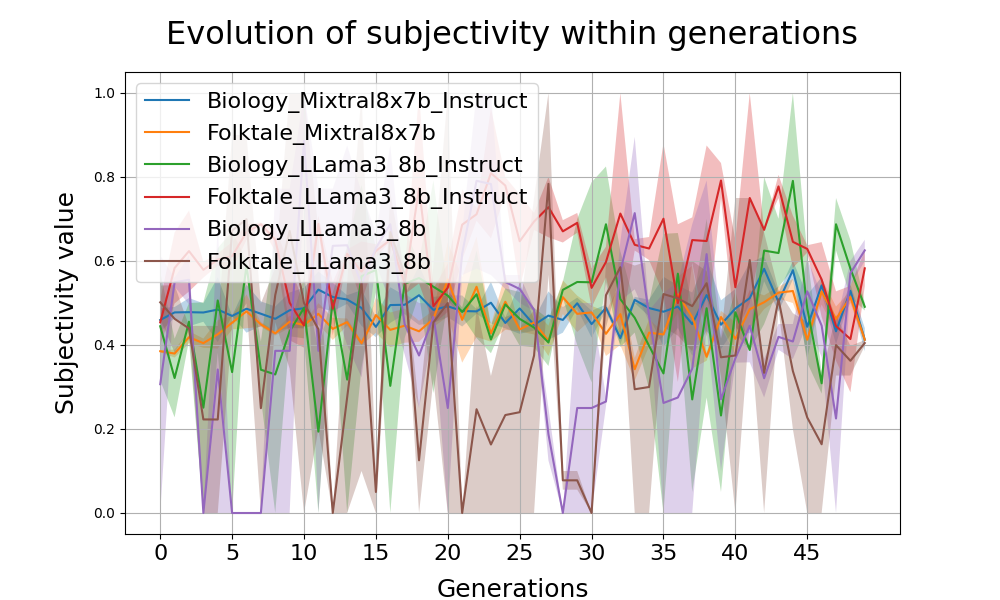 Evolution of subjectivity within generations
Subjectivity value
1.0
0.8
0.6
0.4
0.2
0.0
Biology_Mixtral8x7b_Instruct
Folktale_Mixtral8x7b
Biology_LLama3_8b_Instruct
Folktale_LLama3_8b_Instruct
Biology_LLama3_8b
Folktale_LLama3_8b
0 5 10 15 20 25 30 35 40 45
Generations